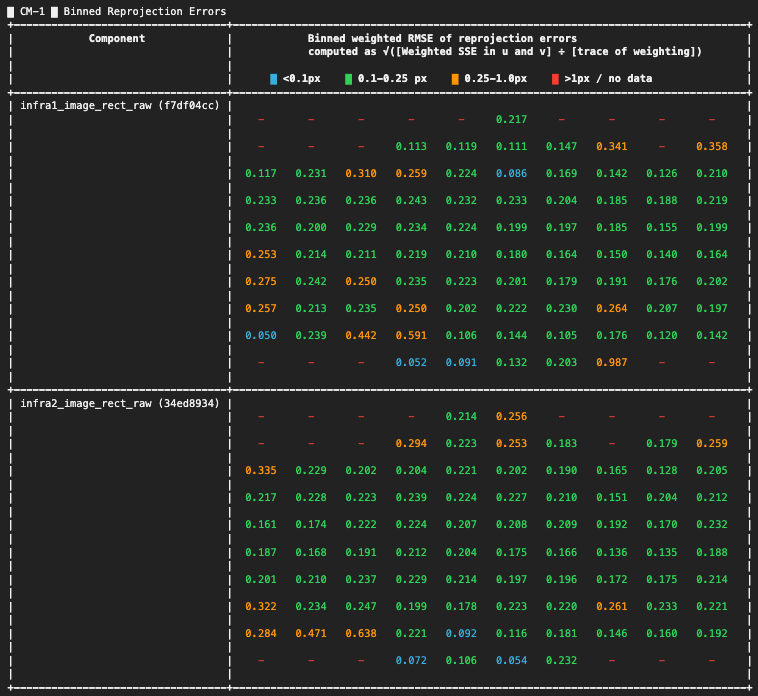 CM-1 Binned Reprojection Errors
Component Binned weighted RMSE of reprojection errors
computed as √([Weighted SSE in u and v] ÷ [trace of weighting])
<0.1px 0.1-0.25 px 0.25-1.0px >1px / no data
infra1_image_rect_raw (f7df04cc)
- - - - - 0.217 - - - -
- - - 0.113 0.119 0.111 0.147 0.341 - 0.358
0.117 0.231 0.310 0.259 0.224 0.086 0.169 0.142 0.126 0.210
0.233 0.236 0.236 0.243 0.232 0.233 0.204 0.185 0.188 0.219
0.236 0.200 0.229 0.234 0.224 0.199 0.197 0.185 0.155 0.199
0.253 0.214 0.211 0.219 0.210 0.180 0.164 0.150 0.140 0.164
0.275 0.242 0.250 0.235 0.223 0.201 0.179 0.191 0.176 0.202
0.257 0.213 0.235 0.250 0.202 0.222 0.230 0.264 0.207 0.197
0.050 0.239 0.442 0.591 0.106 0.144 0.105 0.176 0.120 0.142
- - - 0.052 0.091 0.132 0.203 0.987 - -
infra2_image_rect_raw (34ed8934)
- - - - 0.214 0.256 - - - -
- - - 0.294 0.223 0.253 0.183 - 0.179 0.259
0.335 0.229 0.202 0.204 0.221 0.202 0.190 0.165 0.128 0.205
0.217 0.228 0.223 0.239 0.224 0.227 0.210 0.151 0.204 0.212
0.161 0.174 0.222 0.224 0.207 0.208 0.209 0.192 0.170 0.232
0.187 0.168 0.191 0.212 0.204 0.175 0.166 0.136 0.135 0.188
0.201 0.210 0.237 0.229 0.214 0.197 0.196 0.172 0.175 0.214
0.322 0.234 0.247 0.199 0.178 0.223 0.220 0.261 0.233 0.221
0.284 0.471 0.638 0.221 0.092 0.116 0.181 0.146 0.160 0.192
- - - 0.072 0.106 0.054 0.232 - - -